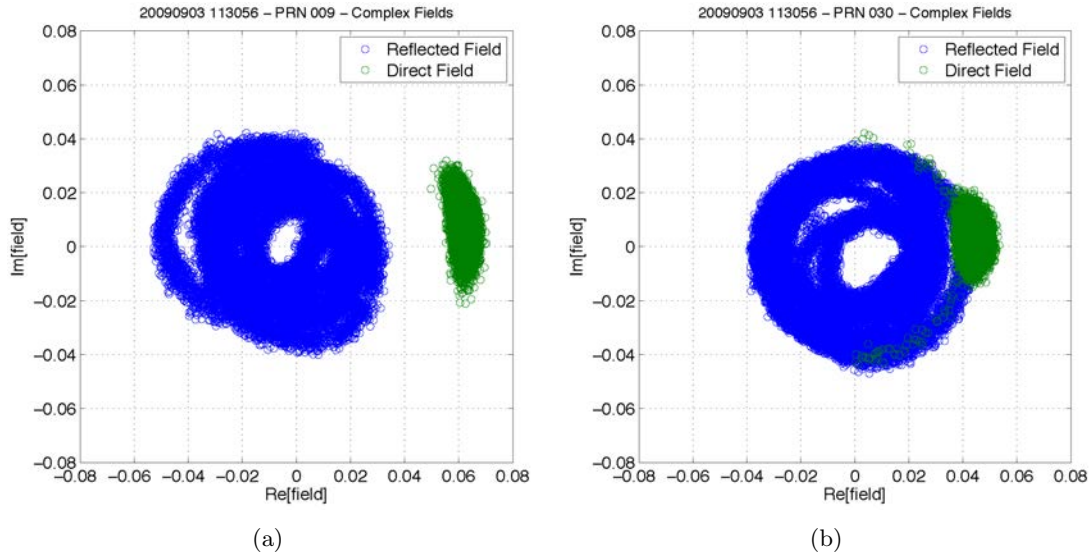 20090903 113056 − PRN 009 − Complex Fields
0.08
0.06
0.04
0.02
0
−0.02
−0.04
−0.06
−0.08
Im[field]
Reflected Field
Direct Field
−0.08 −0.06 −0.04 −0.02 0 0.02 0.04 0.06 0.08
Re[field]
(a)
20090903 113056 − PRN 030 − Complex Fields
0.08
0.06
0.04
0.02
0
−0.02
−0.04
−0.06
−0.08
Im[field]
Reflected Field
Direct Field
−0.08 −0.06 −0.04 −0.02 0 0.02 0.04 0.06 0.08
Re[field]
(b)